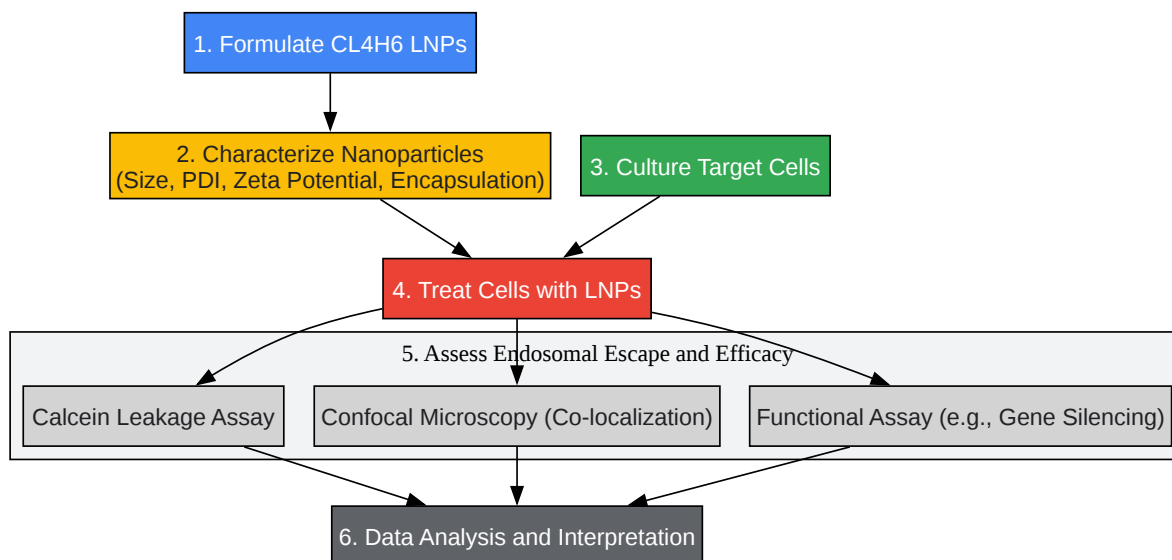 1. Formulate CL4H6 LNPs
2. Characterize Nanoparticles
(Size, PDI, Zeta Potential, Encapsulation)
3. Culture Target Cells
4. Treat Cells with LNPs
5. Assess Endosomal Escape and Efficacy
Calcein Leakage Assay
Confocal Microscopy (Co-localization)
Functional Assay (e.g., Gene Silencing)
6. Data Analysis and Interpretation